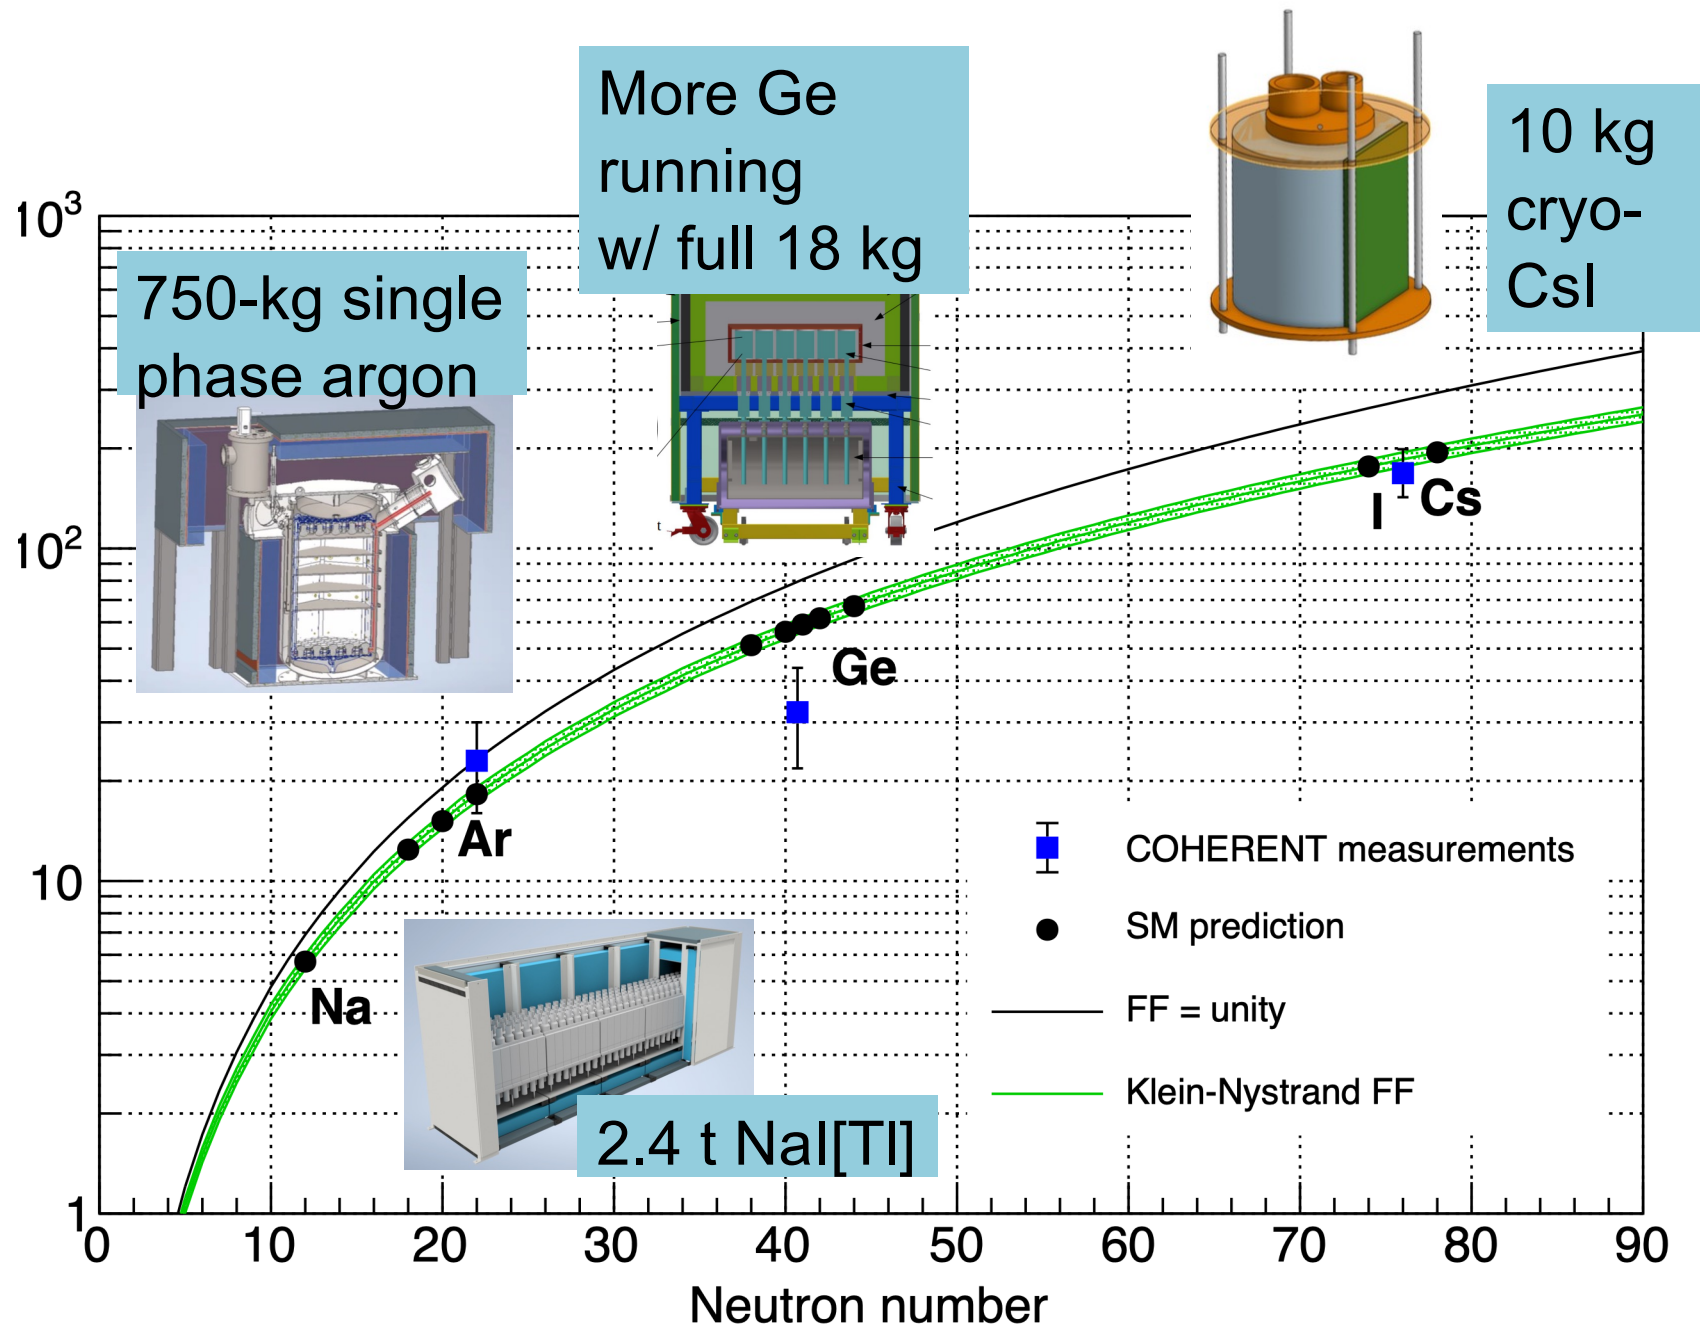 More Ge
running
w/ full 18 kg
10 kg
cryo-
CsI
750-kg single
phase argon
10³
10²
10
1
t
I
Cs
Ge
Ar
Na
COHERENT measurements
SM prediction
FF = unity
Klein-Nystrand FF
2.4 t NaI[Tl]
0 10 20 30 40 50 60 70 80 90
Neutron number